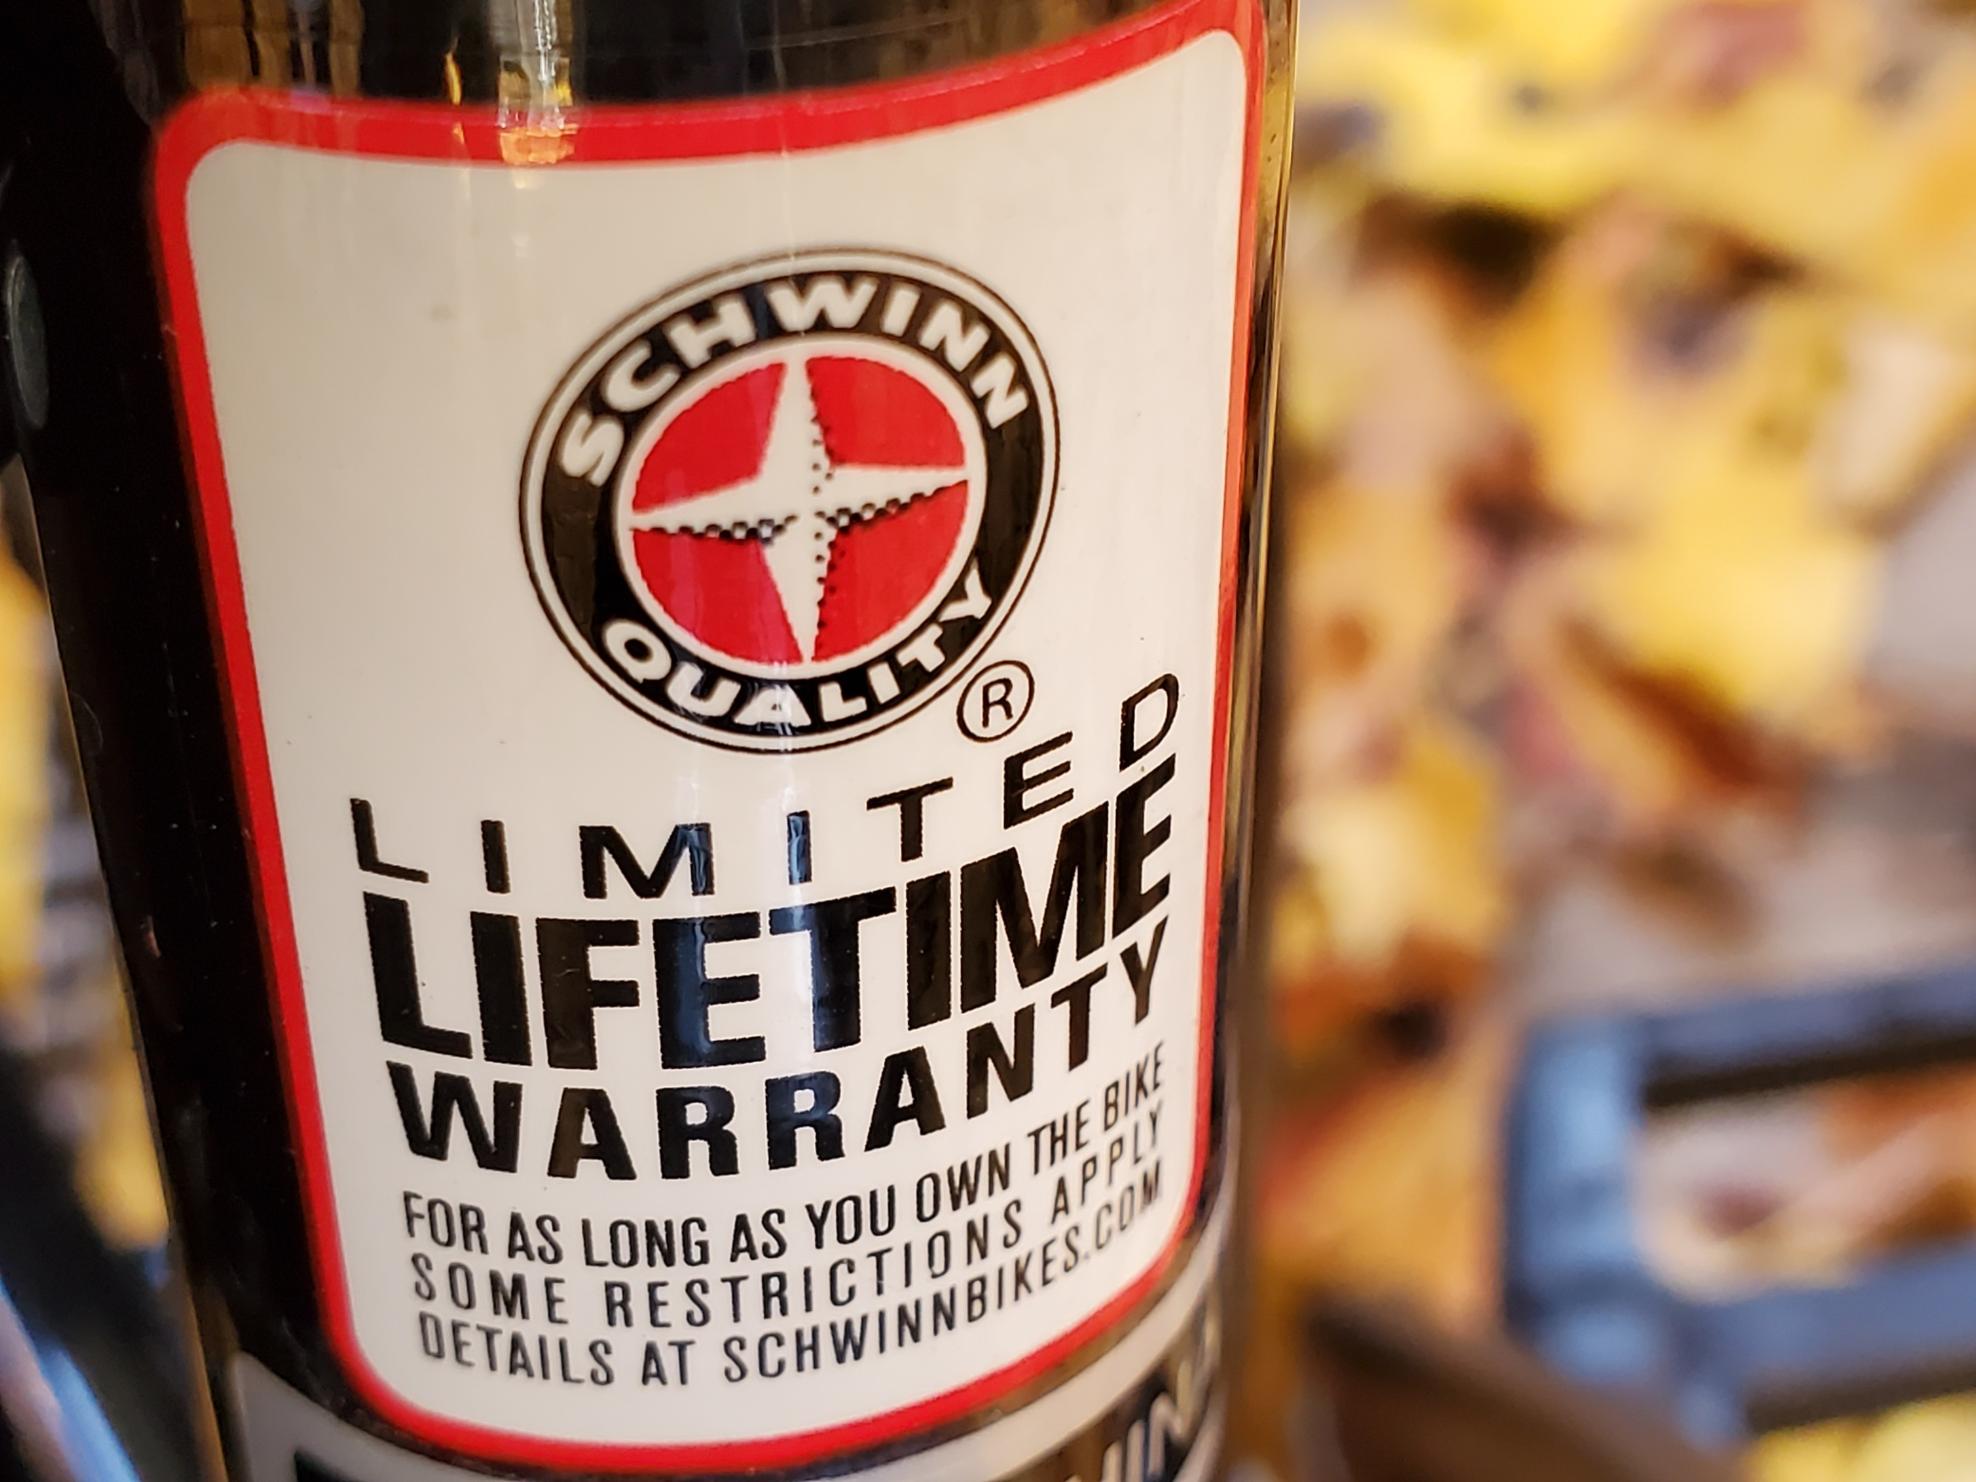 SCHWINN
QUALITY
®
LIMITED
LIFETIME
WARRANTY
FOR AS LONG AS YOU OWN THE BIKE
SOME RESTRICTIONS APPLY
DETAILS AT SCHWINNBIKES.COM